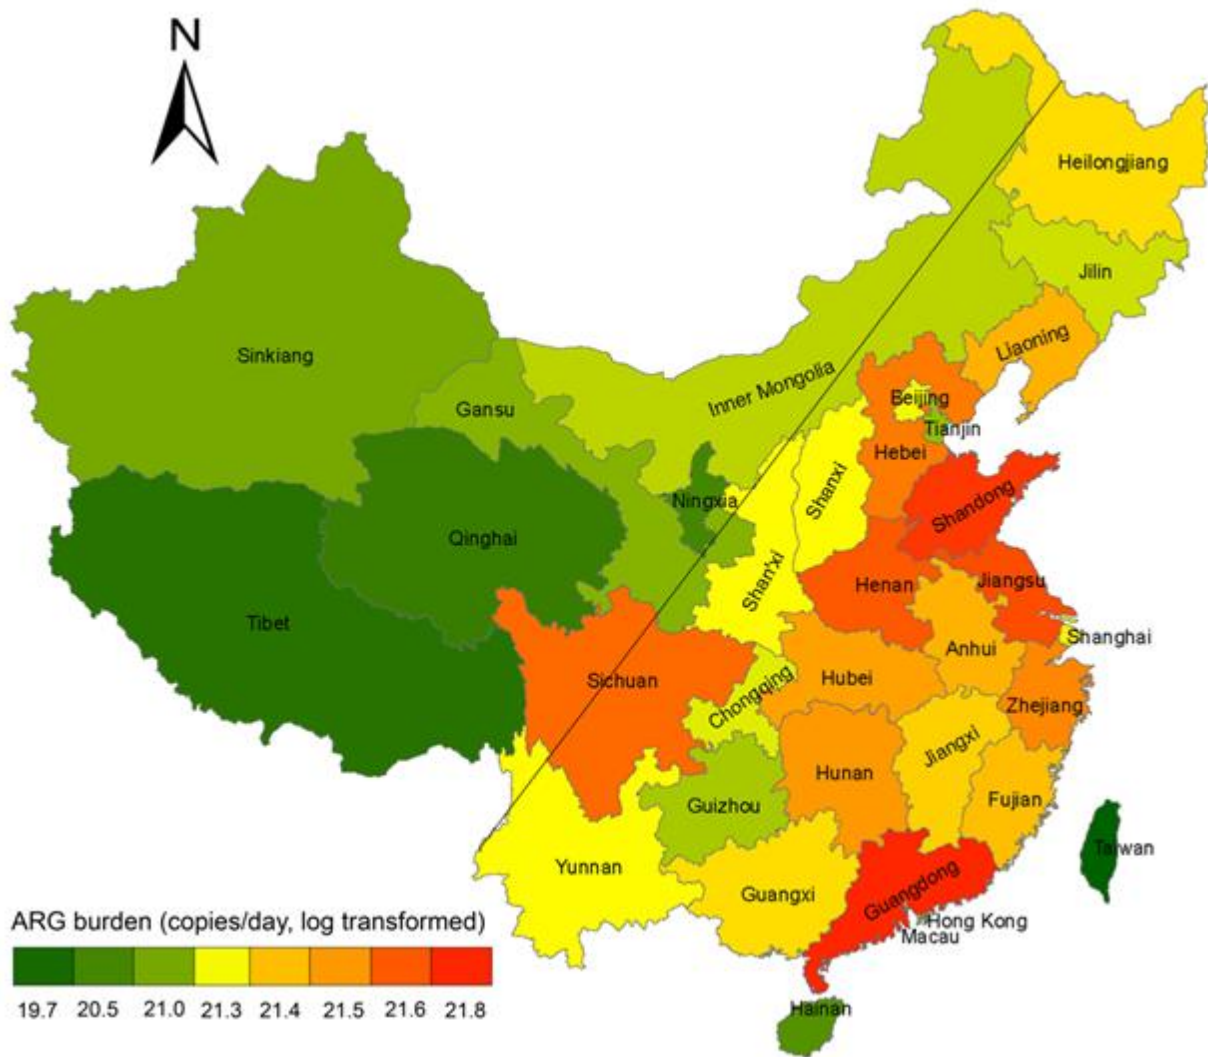 N
Heilongjiang
Jilin
Liaoning
Sinkiang
Inner Mongolia
Gansu
Beijing
Tianjin
Hebei
Shanxi
Ningxia
Shandong
Qinghai
Shan'xi
Henan
Jiangsu
Tibet
Shanghai
Anhui
Sichuan
Hubei
Chongqing
Zhejiang
Jiangxi
Hunan
Fujian
Guizhou
Taiwan
Yunnan
Guangxi
Guangdong
Hong Kong
Macau
Hainan
ARG burden (copies/day, log transformed)
19.7 20.5 21.0 21.3 21.4 21.5 21.6 21.8